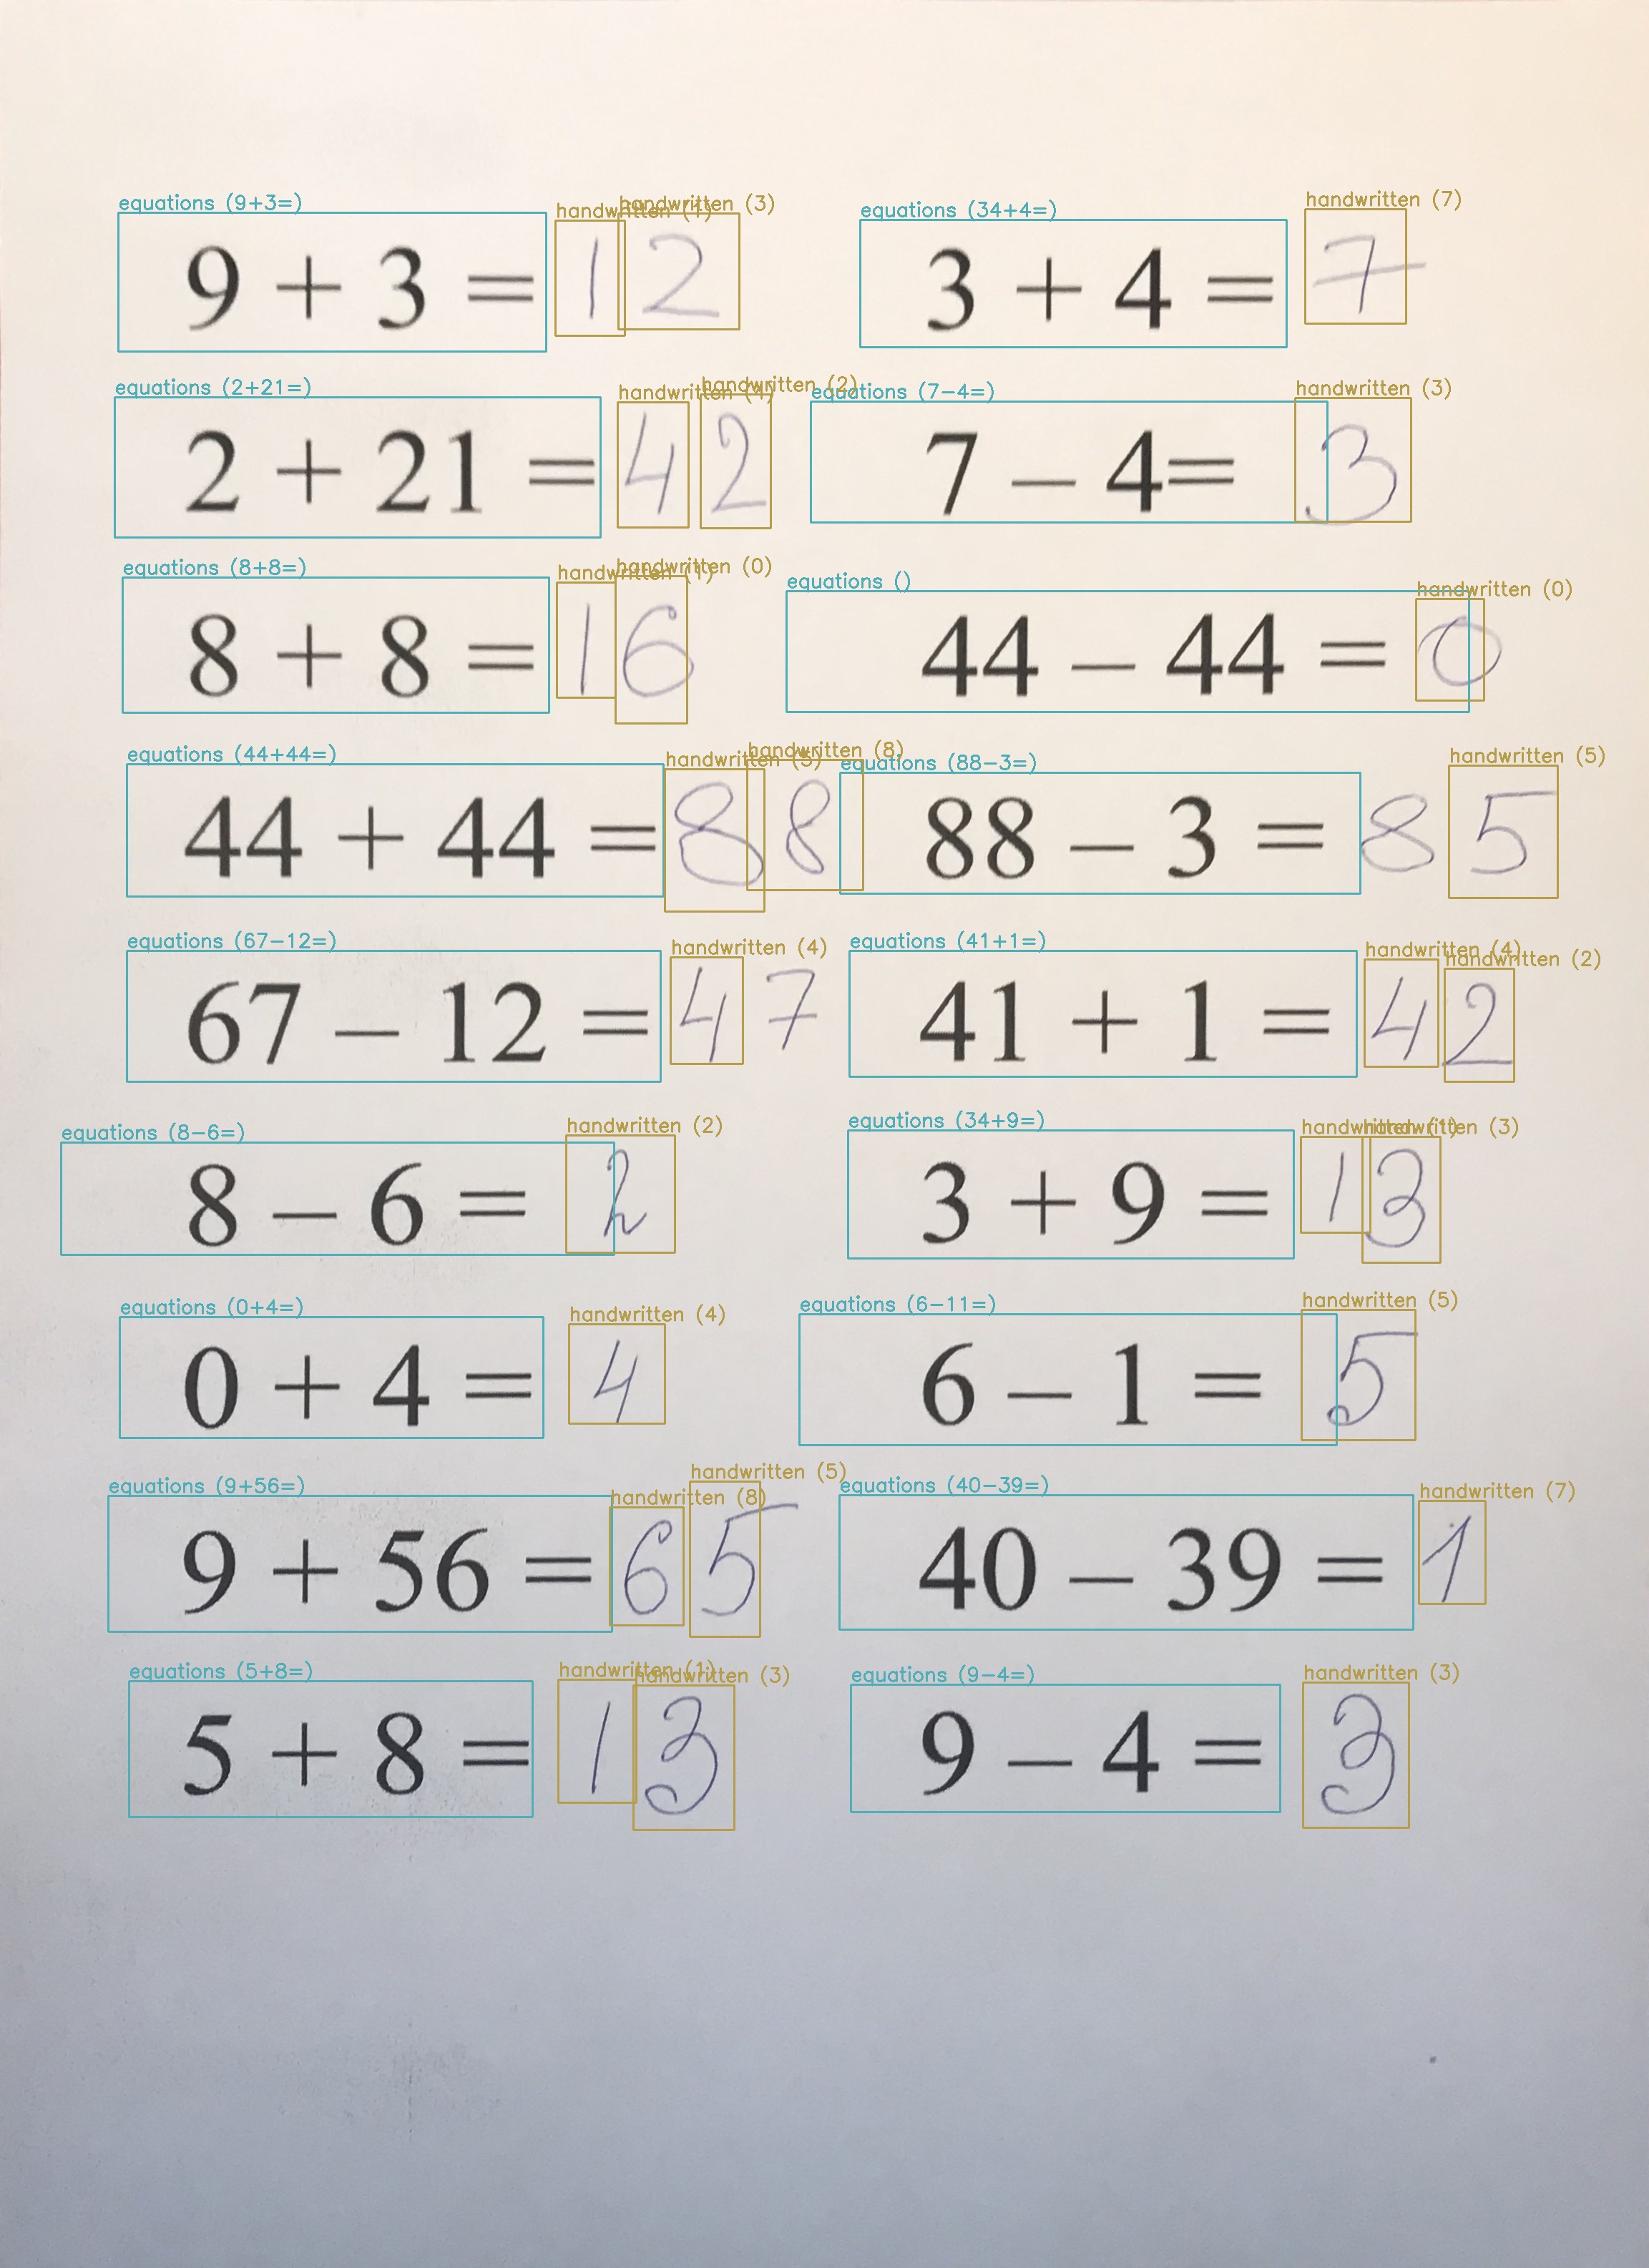 equations (9+3=) handwritten (1) handwritten (3) equations (34+4=) handwritten (7)
9 + 3 = 12 3 + 4 = 7
equations (2+21=) handwritten (4) handwritten (2) equations (7-4=) handwritten (3)
2 + 21 = 42 7 – 4= 3
equations (8+8=) handwritten (1) handwritten (0) equations () handwritten (0)
8 + 8 = 16 44 – 44 = 0
equations (44+44=) handwritten (5) handwritten (8) equations (88-3=) handwritten (5)
44 + 44 = 88 88 – 3 = 85
equations (67-12=) handwritten (4) equations (41+1=) handwritten (4) handwritten (2)
67 – 12 = 47 41 + 1 = 42
equations (8-6=) handwritten (2) equations (34+9=) handwritten (1) handwritten (3)
8 – 6 = 2 3 + 9 = 13
equations (0+4=) handwritten (4) equations (6-11=) handwritten (5)
0 + 4 = 4 6 – 1 = 5
equations (9+56=) handwritten (8) handwritten (5) equations (40-39=) handwritten (7)
9 + 56 = 65 40 – 39 = 1
equations (5+8=) handwritten (1) handwritten (3) equations (9-4=) handwritten (3)
5 + 8 = 13 9 – 4 = 3